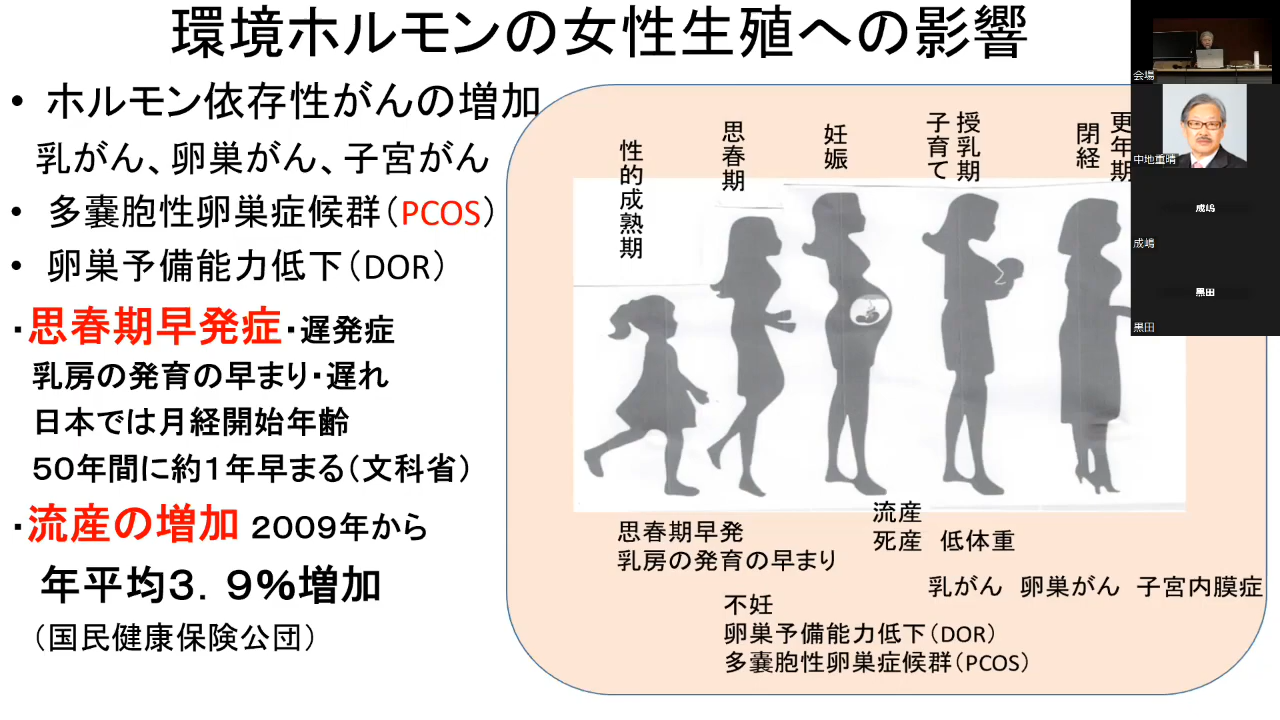 環境ホルモンの女性生殖への影響
• ホルモン依存性がんの増加
乳がん、卵巣がん、子宮がん
• 多嚢胞性卵巣症候群（PCOS）
• 卵巣予備能力低下（DOR）
・思春期早発症・遅発症
乳房の発育の早まり・遅れ
日本では月経開始年齢
50年間に約1年早まる（文科省）
・流産の増加 2009年から
年平均3．9％増加
（国民健康保険公団）
性的成熟期
思春期
妊娠
授乳期
子育て
更年期
閉経
思春期早発
乳房の発育の早まり
流産
死産 低体重
乳がん 卵巣がん 子宮内膜症
不妊
卵巣予備能力低下（DOR）
多嚢胞性卵巣症候群（PCOS）
会場
中地重晴
成嶋
成嶋
黒田
黒田